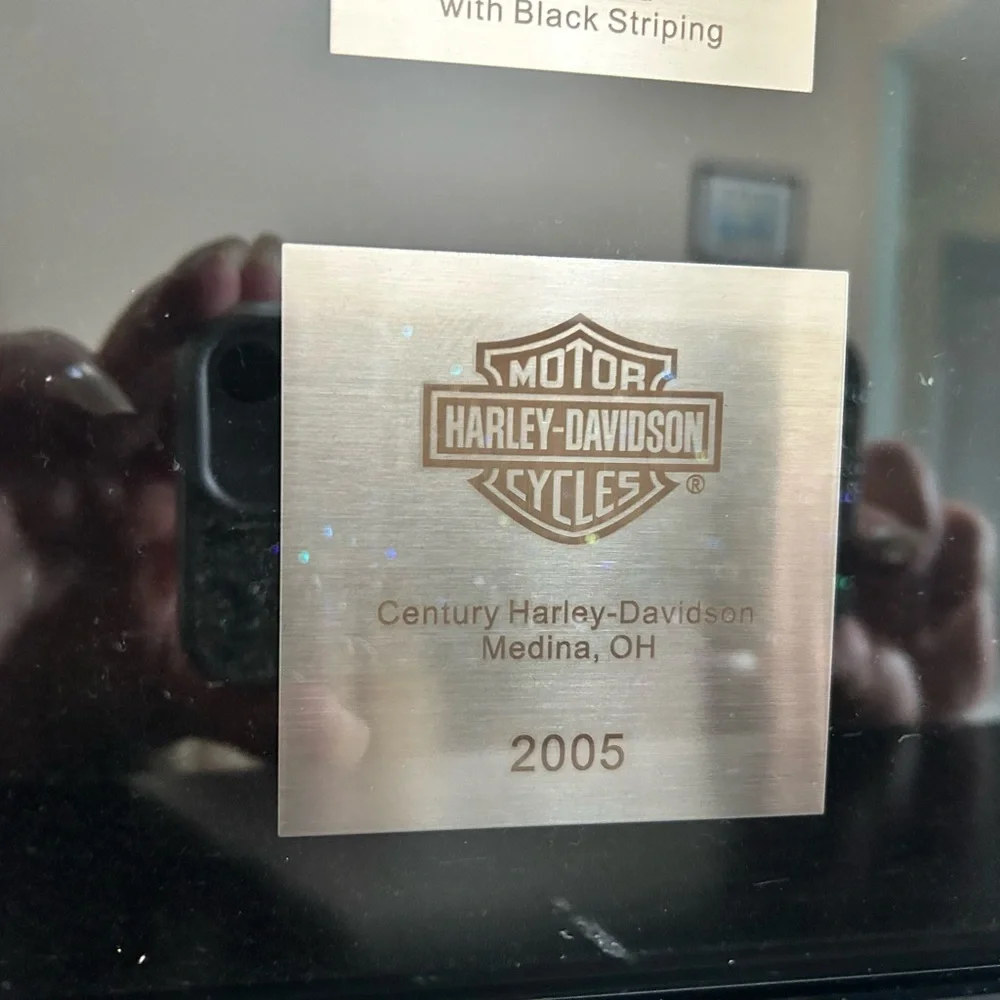 with Black Striping
MOTOR
HARLEY-DAVIDSON
CYCLES ®
Century Harley-Davidson
Medina, OH
2005